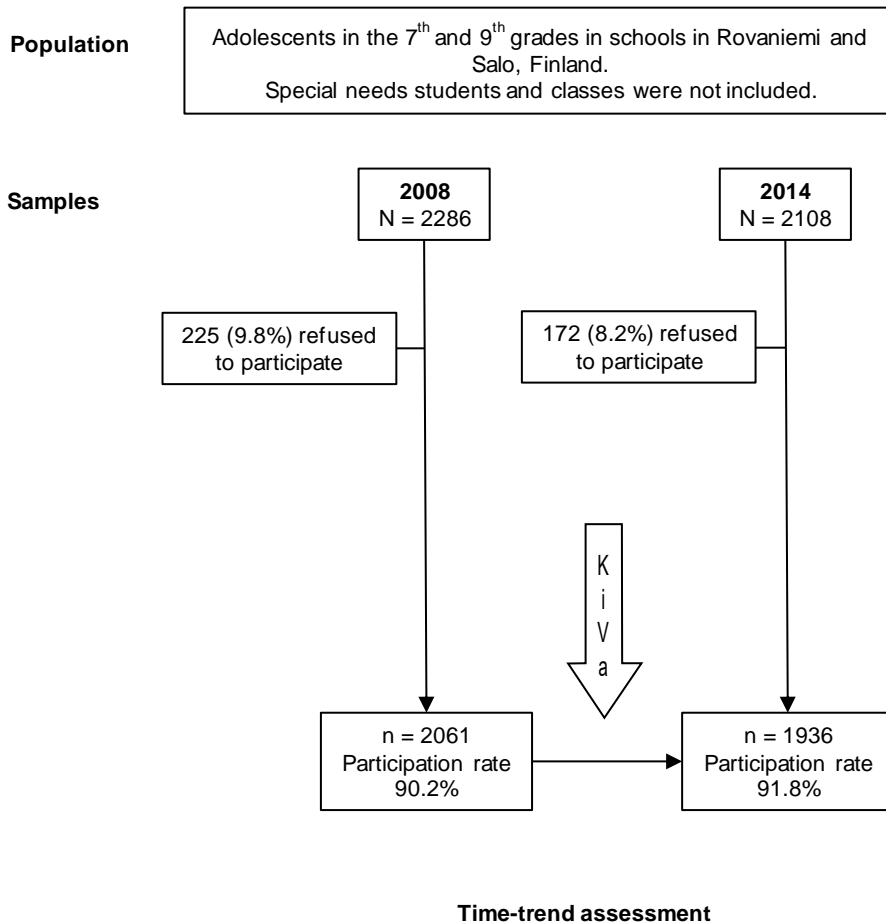 Population
Adolescents in the 7th and 9th grades in schools in Rovaniemi and
Salo, Finland.
Special needs students and classes were not included.
Samples
2008
N = 2286
2014
N = 2108
225 (9.8%) refused
to participate
172 (8.2%) refused
to participate
K
i
V
a
n = 2061
Participation rate
90.2%
n = 1936
Participation rate
91.8%
Time-trend assessment